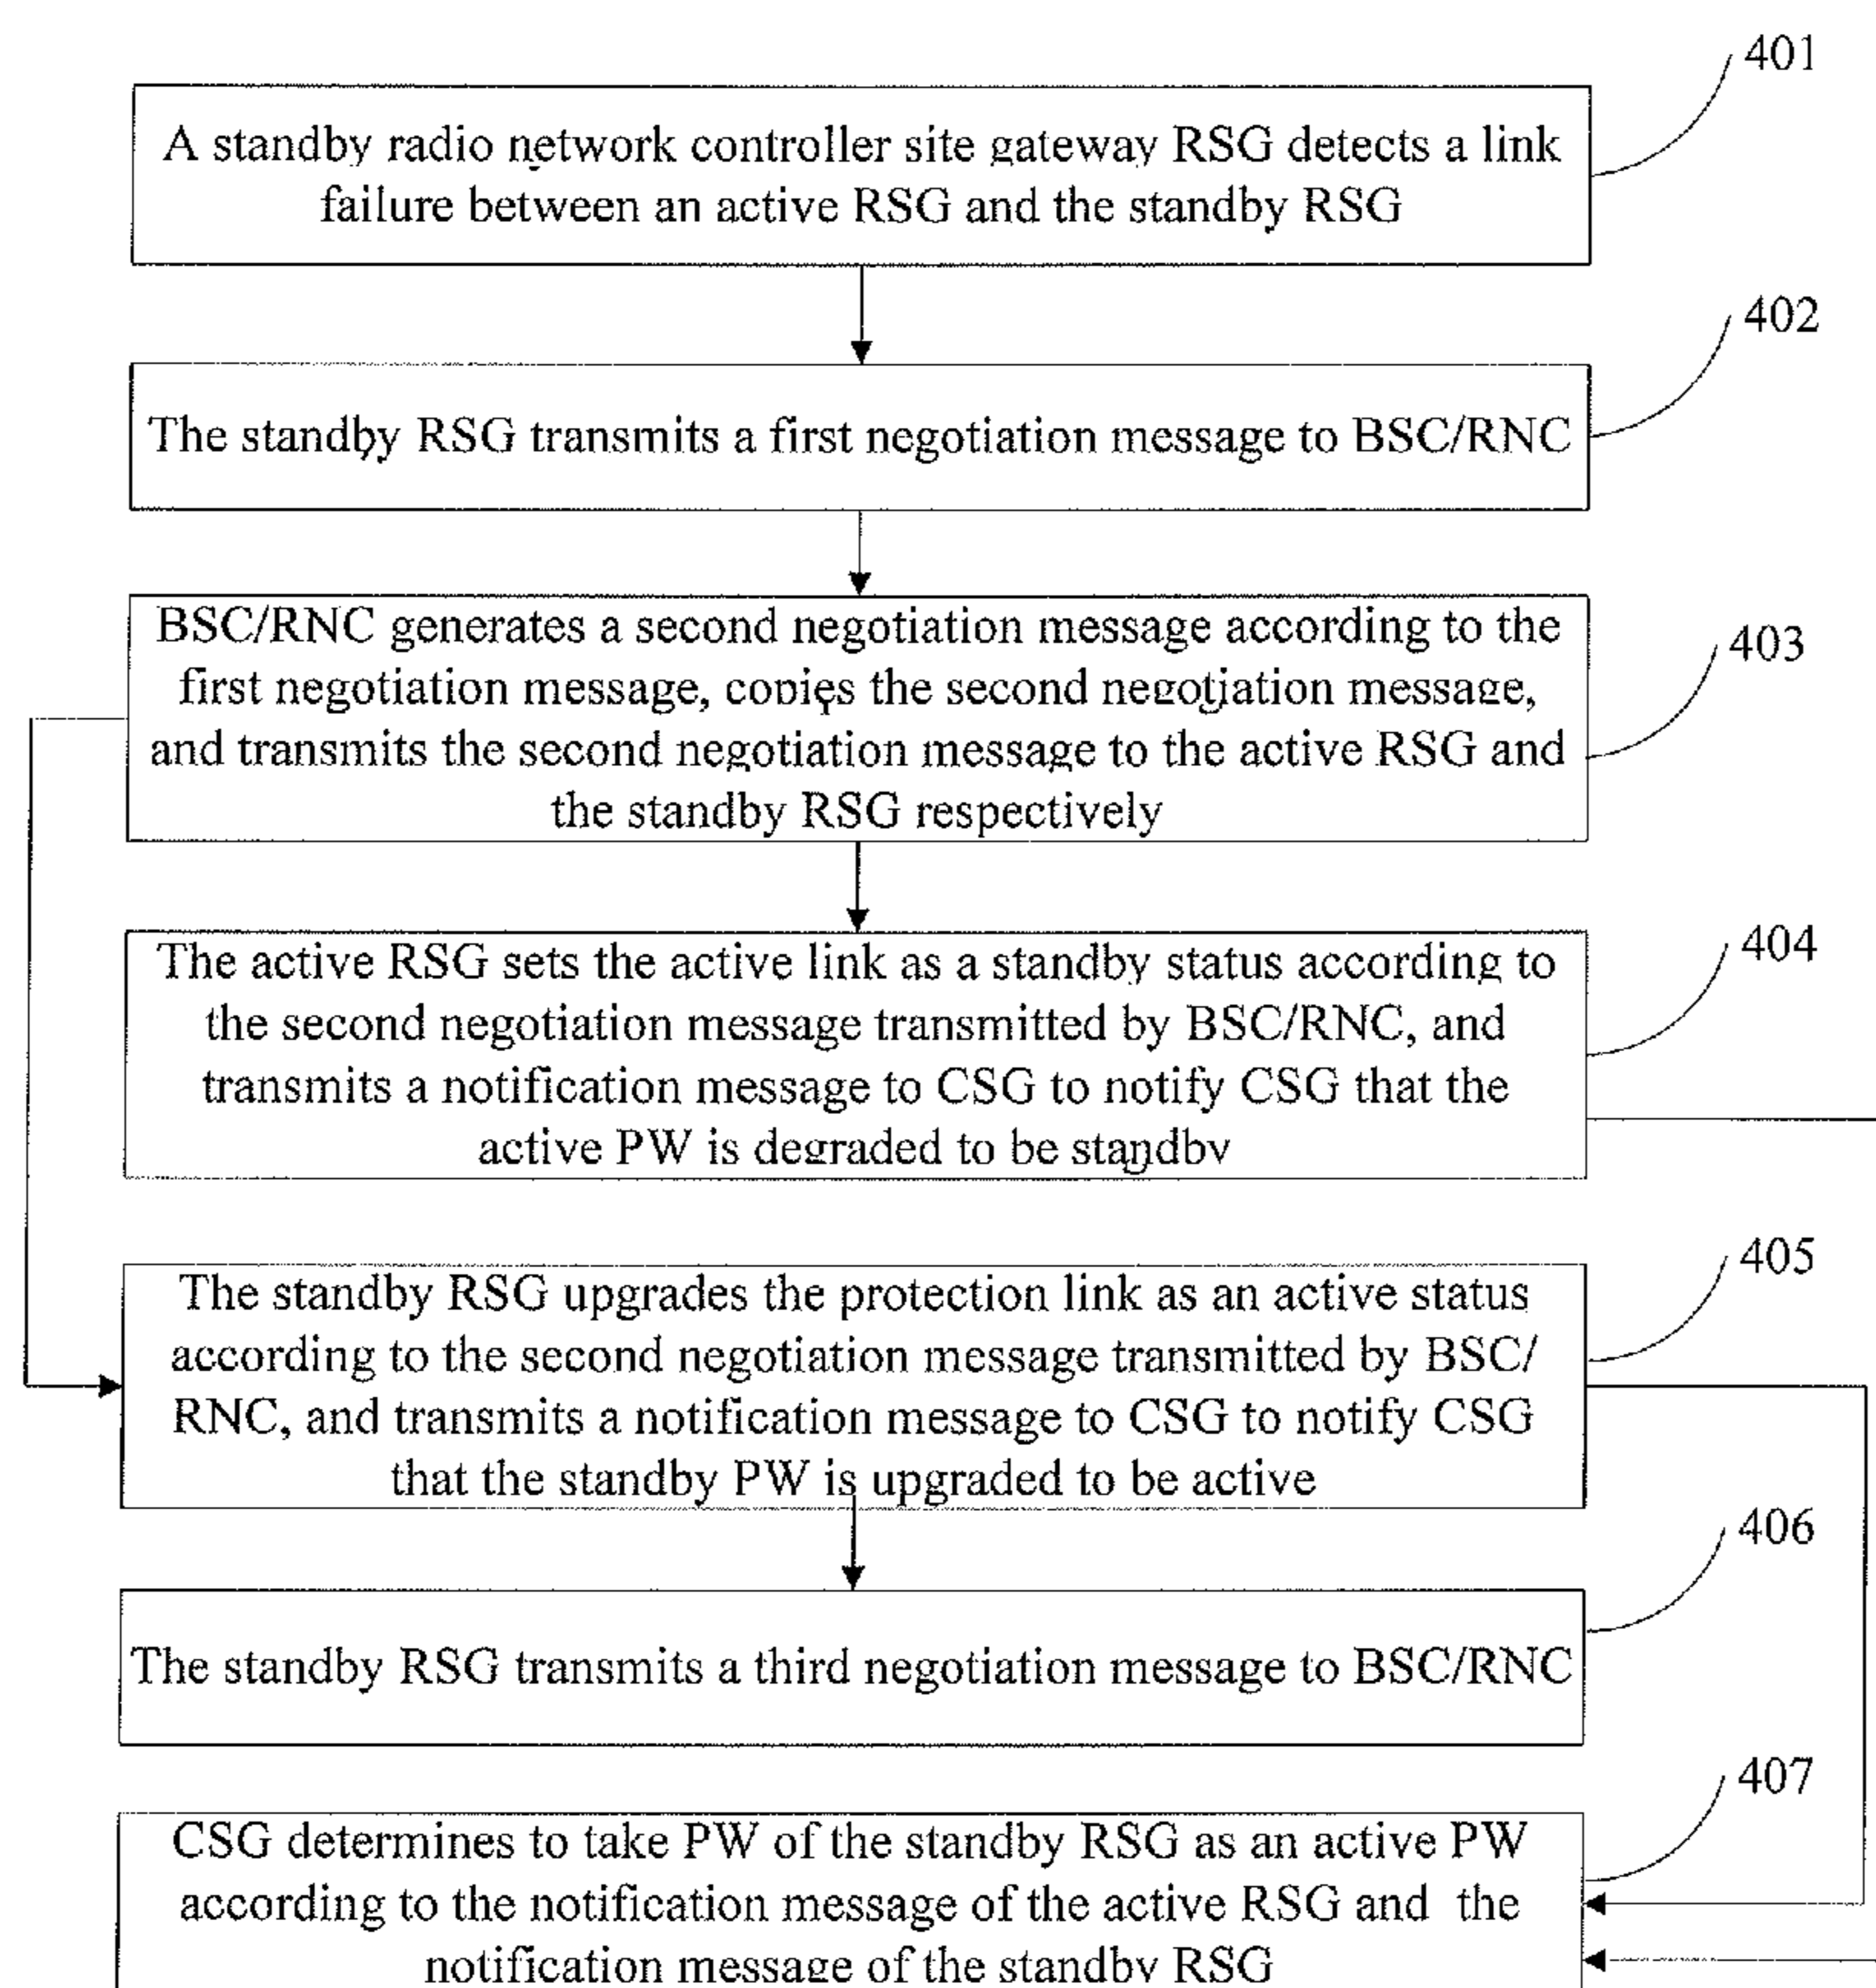 401
A standby radio network controller site gateway RSG detects a link
failure between an active RSG and the standby RSG
402
The standby RSG transmits a first negotiation message to BSC/RNC
BSC/RNC generates a second negotiation message according to the
first negotiation message, copies the second negotiation message,
and transmits the second negotiation message to the active RSG and
the standby RSG respectively
403
The active RSG sets the active link as a standby status according to
the second negotiation message transmitted by BSC/RNC, and
transmits a notification message to CSG to notify CSG that the
active PW is degraded to be standby
404
The standby RSG upgrades the protection link as an active status
according to the second negotiation message transmitted by BSC/
RNC, and transmits a notification message to CSG to notify CSG
that the standby PW is upgraded to be active
405
406
The standby RSG transmits a third negotiation message to BSC/RNC
407
CSG determines to take PW of the standby RSG as an active PW
according to the notification message of the active RSG and the
notification message of the standby RSG